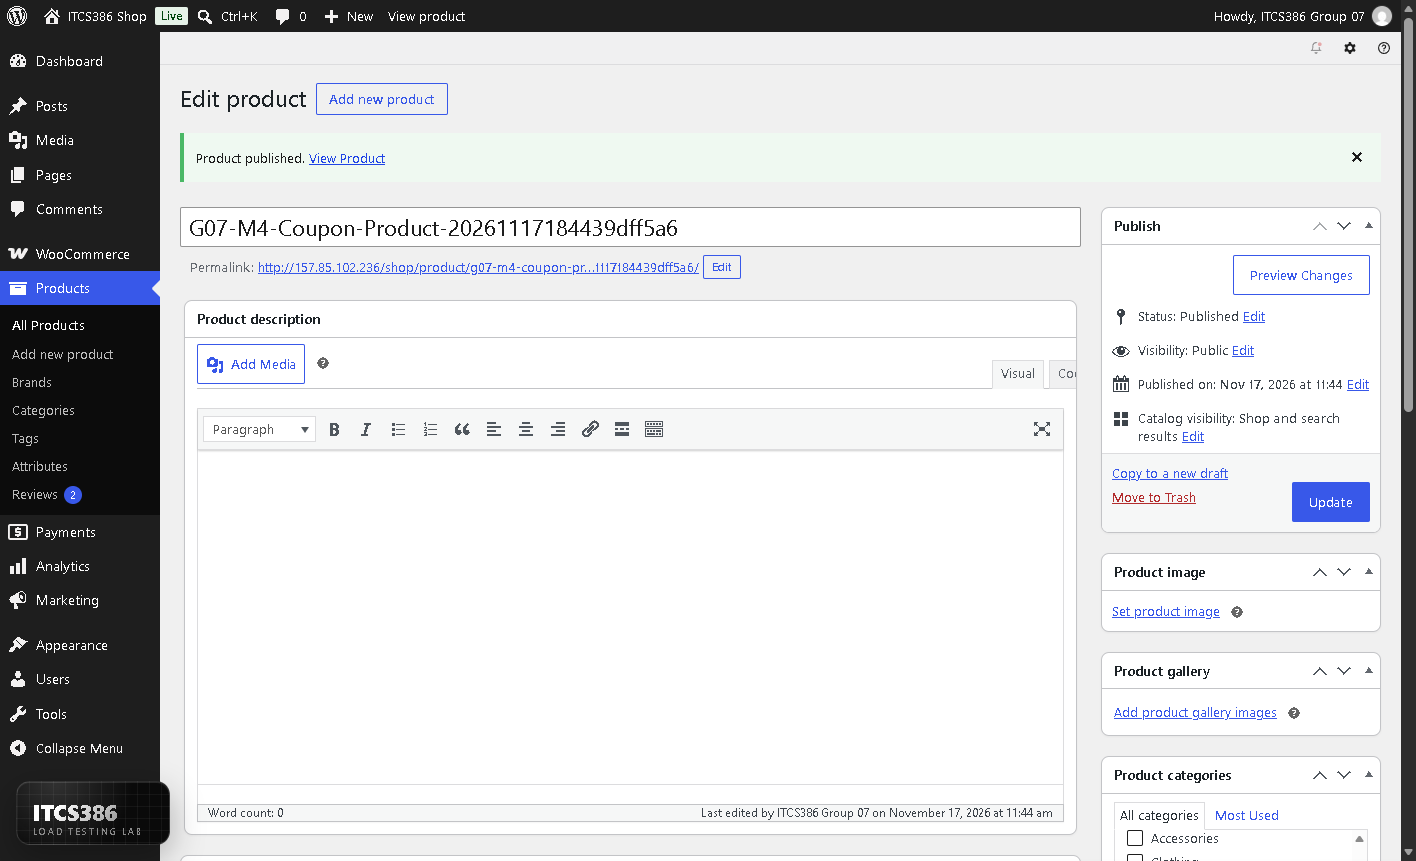 ITCS386 Shop Live Ctrl+K 0 New View product Howdy, ITCS386 Group 07
Dashboard
Posts
Media
Pages
Comments
WooCommerce
Products
All Products
Add new product
Brands
Categories
Tags
Attributes
Reviews 2
Payments
Analytics
Marketing
Appearance
Users
Tools
Collapse Menu
ITCS386
LOAD TESTING LAB
Edit product Add new product
Product published. View Product
G07-M4-Coupon-Product-20261117184439dff5a6
Permalink: http://157.85.102.236/shop/product/g07-m4-coupon-pr...1117184439dff5a6/ Edit
Product description
Add Media
Visual Co
Paragraph
Word count: 0 Last edited by ITCS386 Group 07 on November 17, 2026 at 11:44 am
Publish
Preview Changes
Status: Published Edit
Visibility: Public Edit
Published on: Nov 17, 2026 at 11:44 Edit
Catalog visibility: Shop and search
results Edit
Copy to a new draft
Move to Trash
Update
Product image
Set product image
Product gallery
Add product gallery images
Product categories
All categories Most Used
Accessories